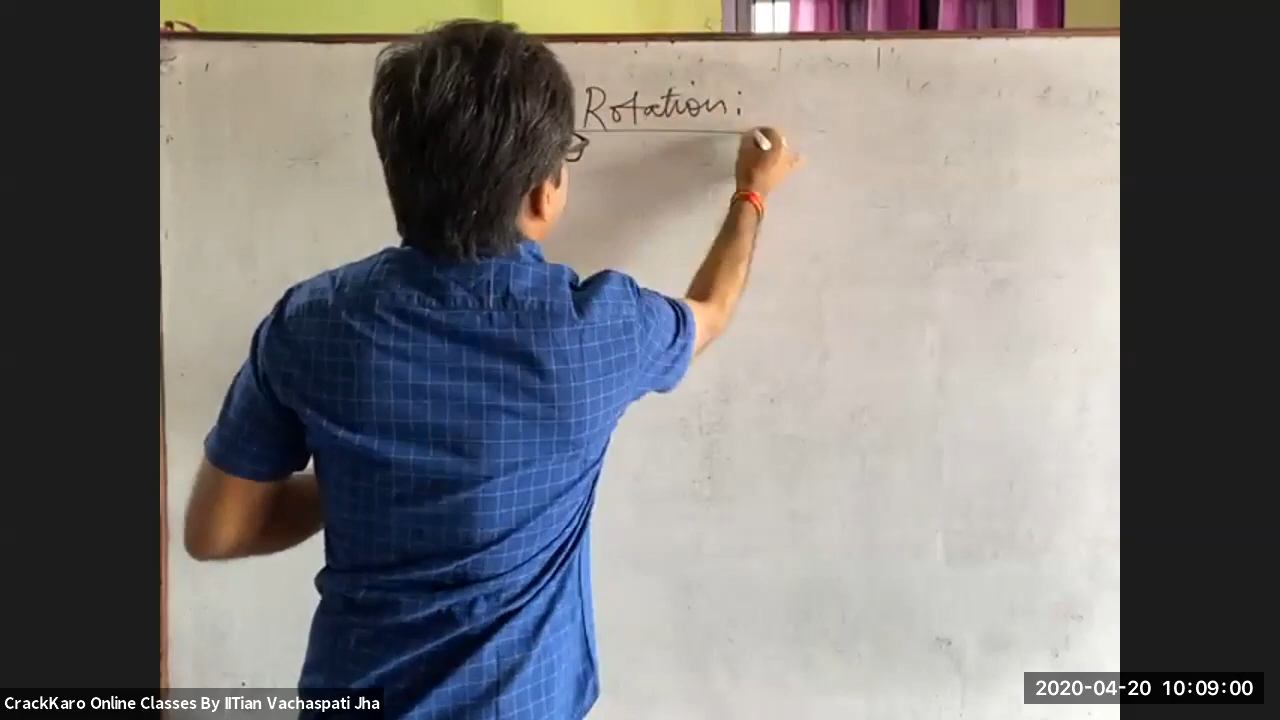 Rotation:
CrackKaro Online Classes By IITian Vachaspati Jha
2020-04-20 10:09:00